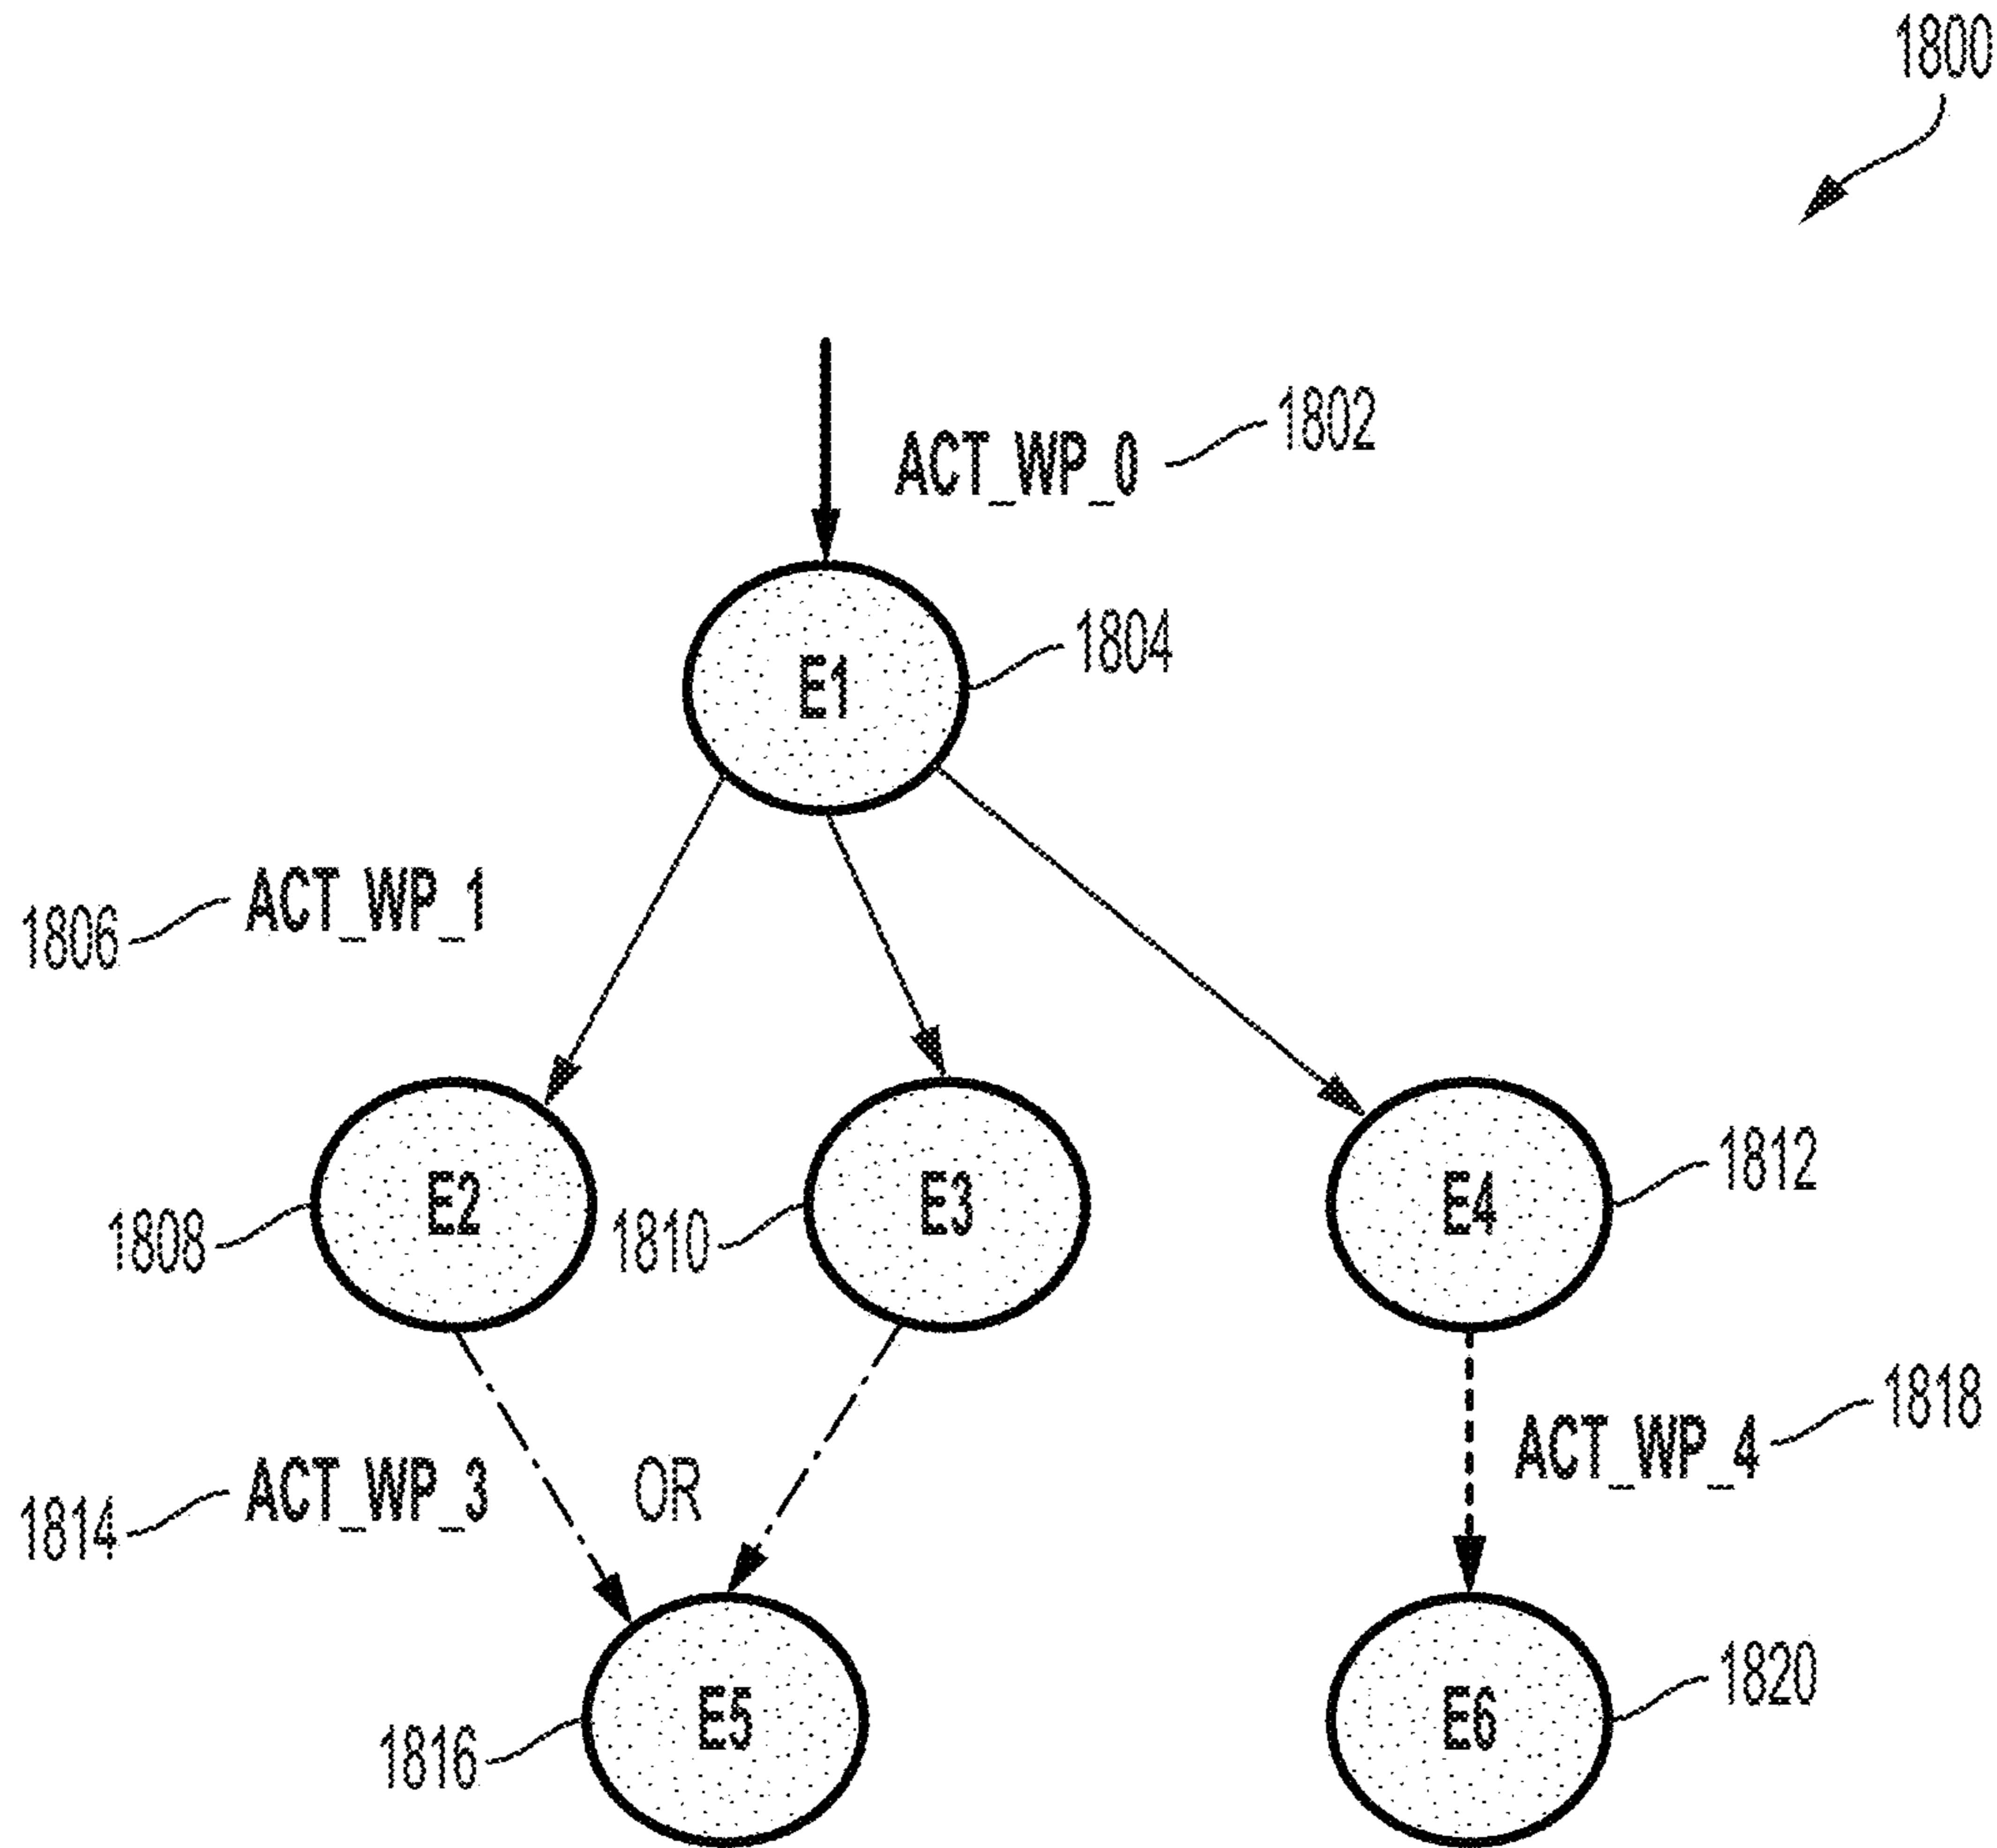 1800
ACT_WP_0
1802
E1
1804
ACT_WP_1
1806
E2
1808
E3
1810
E4
1812
ACT_WP_3
1814
OR
ACT_WP_4
1818
E5
1816
E6
1820